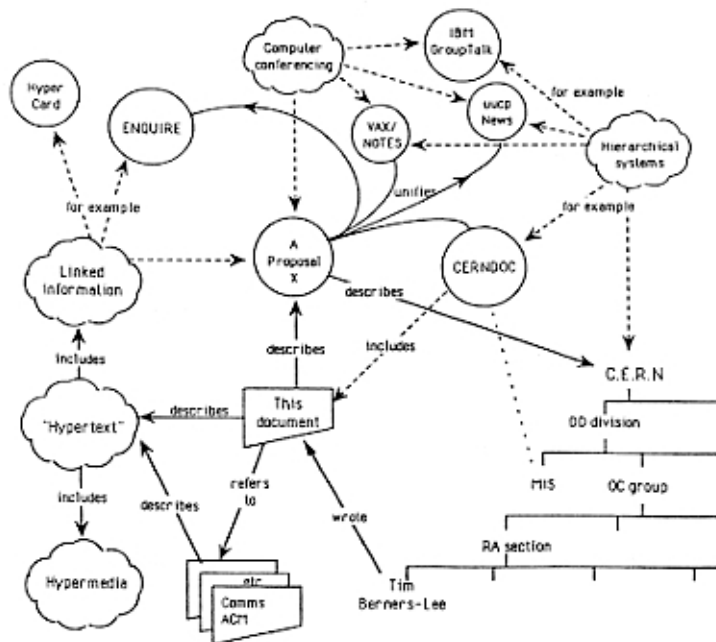 IBM
GroupTalk
Computer
conferencing
Hyper
Card
for example
ENQUIRE
uucp
News
VAX/
NOTES
Hierarchical
systems
unifies
for example
for example
A
Proposal
X
CERNDOC
Linked
information
describes
includes
describes
includes
C.E.R.N
This
document
describes
"Hypertext"
DD division
MIS
OC group
refers
to
includes
describes
wrote
RA section
Hypermedia
etc
Tim
Berners-Lee
Comms
ACM